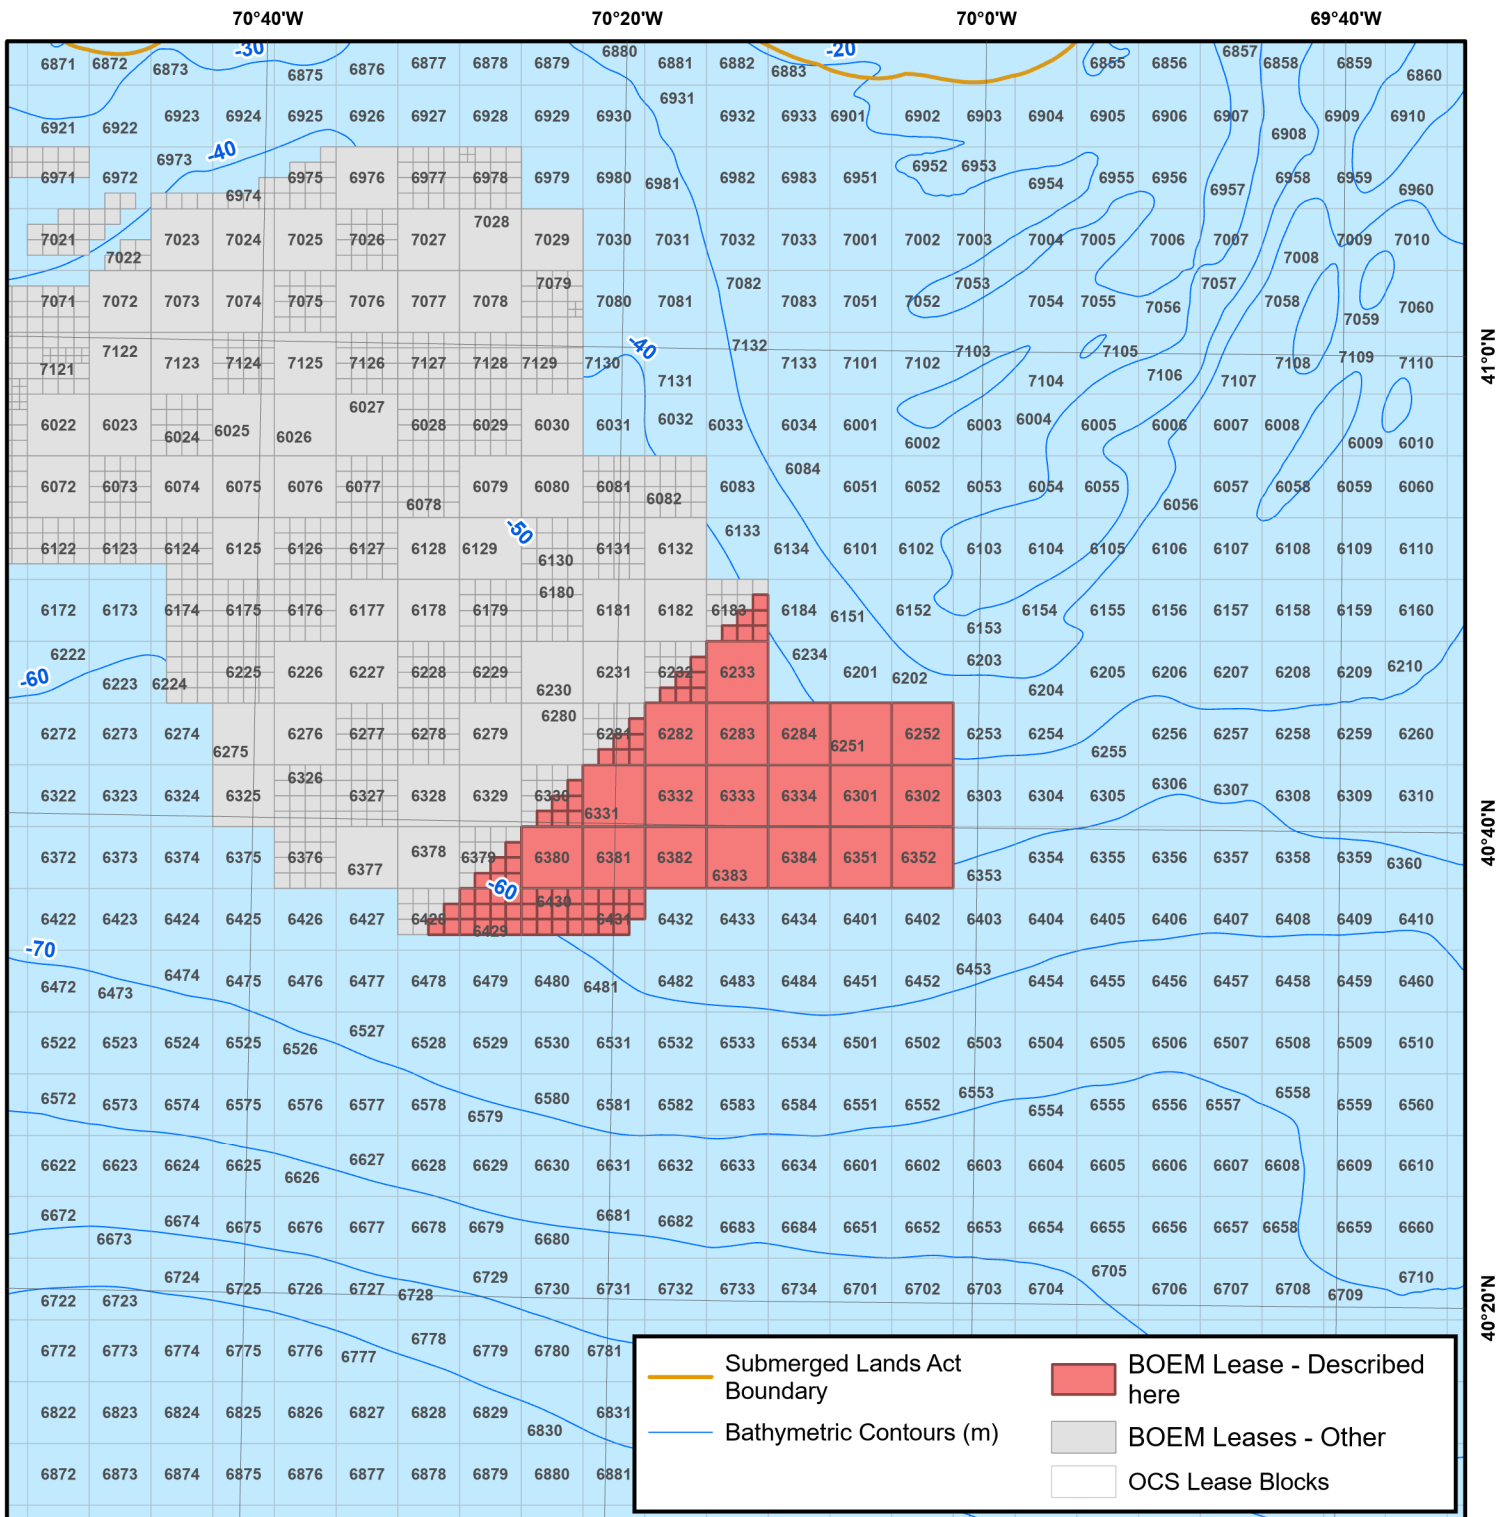 70°40'W 70°20'W 70°0'W 69°40'W
-30 -20
6880 6857
6871 6872 6873 6875 6876 6877 6878 6879 6881 6882 6883 6855 6856 6858 6859 6860
6931
6921 6922 6923 6924 6925 6926 6927 6928 6929 6930 6932 6933 6901 6902 6903 6904 6905 6906 6907 6908 6909 6910
-40
6971 6972 6973 6974 6975 6976 6977 6978 6979 6980 6981 6982 6983 6951 6952 6953 6954 6955 6956 6957 6958 6959 6960
7021 7022 7023 7024 7025 7026 7027 7028 7029 7030 7031 7032 7033 7001 7002 7003 7004 7005 7006 7007 7008 7009 7010
7071 7072 7073 7074 7075 7076 7077 7078 7079 7080 7081 7082 7083 7051 7052 7053 7054 7055 7056 7057 7058 7059 7060
-40
41°0'N
7121 7122 7123 7124 7125 7126 7127 7128 7129 7130 7131 7132 7133 7101 7102 7103 7104 7105 7106 7107 7108 7109 7110
6022 6023 6024 6025 6026 6027 6028 6029 6030 6031 6032 6033 6034 6001 6002 6003 6004 6005 6006 6007 6008 6009 6010
6072 6073 6074 6075 6076 6077 6078 6079 6080 6081 6082 6083 6084 6051 6052 6053 6054 6055 6056 6057 6058 6059 6060
-50
6122 6123 6124 6125 6126 6127 6128 6129 6130 6131 6132 6133 6134 6101 6102 6103 6104 6105 6106 6107 6108 6109 6110
6172 6173 6174 6175 6176 6177 6178 6179 6180 6181 6182 6183 6184 6151 6152 6153 6154 6155 6156 6157 6158 6159 6160
-60
6222 6223 6224 6225 6226 6227 6228 6229 6230 6231 6232 6233 6234 6201 6202 6203 6204 6205 6206 6207 6208 6209 6210
6272 6273 6274 6275 6276 6277 6278 6279 6280 6281 6282 6283 6284 6251 6252 6253 6254 6255 6256 6257 6258 6259 6260
6322 6323 6324 6325 6326 6327 6328 6329 6330 6331 6332 6333 6334 6301 6302 6303 6304 6305 6306 6307 6308 6309 6310
40°40'N
6372 6373 6374 6375 6376 6377 6378 6379 6380 6381 6382 6383 6384 6351 6352 6353 6354 6355 6356 6357 6358 6359 6360
-60
6422 6423 6424 6425 6426 6427 6428 6429 6430 6431 6432 6433 6434 6401 6402 6403 6404 6405 6406 6407 6408 6409 6410
-70
6472 6473 6474 6475 6476 6477 6478 6479 6480 6481 6482 6483 6484 6451 6452 6453 6454 6455 6456 6457 6458 6459 6460
6522 6523 6524 6525 6526 6527 6528 6529 6530 6531 6532 6533 6534 6501 6502 6503 6504 6505 6506 6507 6508 6509 6510
6572 6573 6574 6575 6576 6577 6578 6579 6580 6581 6582 6583 6584 6551 6552 6553 6554 6555 6556 6557 6558 6559 6560
6622 6623 6624 6625 6626 6627 6628 6629 6630 6631 6632 6633 6634 6601 6602 6603 6604 6605 6606 6607 6608 6609 6610
6672 6673 6674 6675 6676 6677 6678 6679 6680 6681 6682 6683 6684 6651 6652 6653 6654 6655 6656 6657 6658 6659 6660
6722 6723 6724 6725 6726 6727 6728 6729 6730 6731 6732 6733 6734 6701 6702 6703 6704 6705 6706 6707 6708 6709 6710
40°20'N
6772 6773 6774 6775 6776 6777 6778 6779 6780 6781
6822 6823 6824 6825 6826 6827 6828 6829 6830 6831
6872 6873 6874 6875 6876 6877 6878 6879 6880 6881
Submerged Lands Act
Boundary
Bathymetric Contours (m)
BOEM Lease - Described
here
BOEM Leases - Other
OCS Lease Blocks